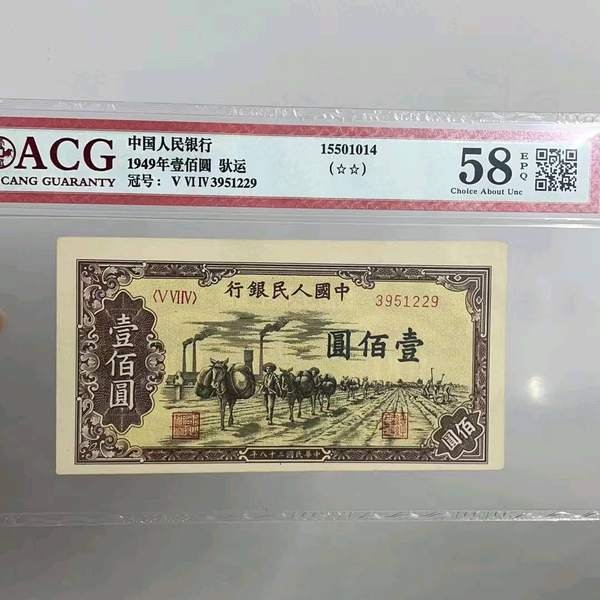 ACG
CANG GUARANTY
中国人民银行
1949年壹佰圆 驮运
冠号： V VI IV 3951229
15501014
(☆☆)
58
EPQ
Choice About Unc
行銀民人國中
〈V VI IV〉
3951229
圓佰壹
壹佰圓
佰圓
年八十三國民華中